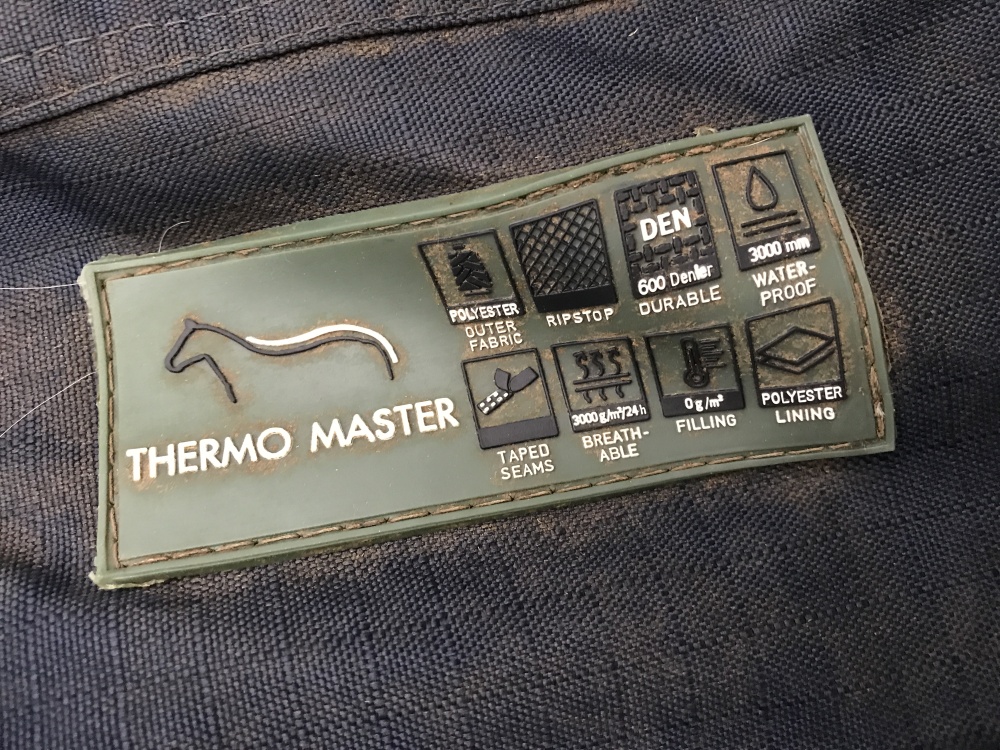 THERMO MASTER
POLYESTER
OUTER
FABRIC
RIPSTOP
DEN
600 Denier
DURABLE
3000 mm
WATER-
PROOF
TAPED
SEAMS
3000 g/m²/24 h
BREATH-
ABLE
0 g/m²
FILLING
POLYESTER
LINING